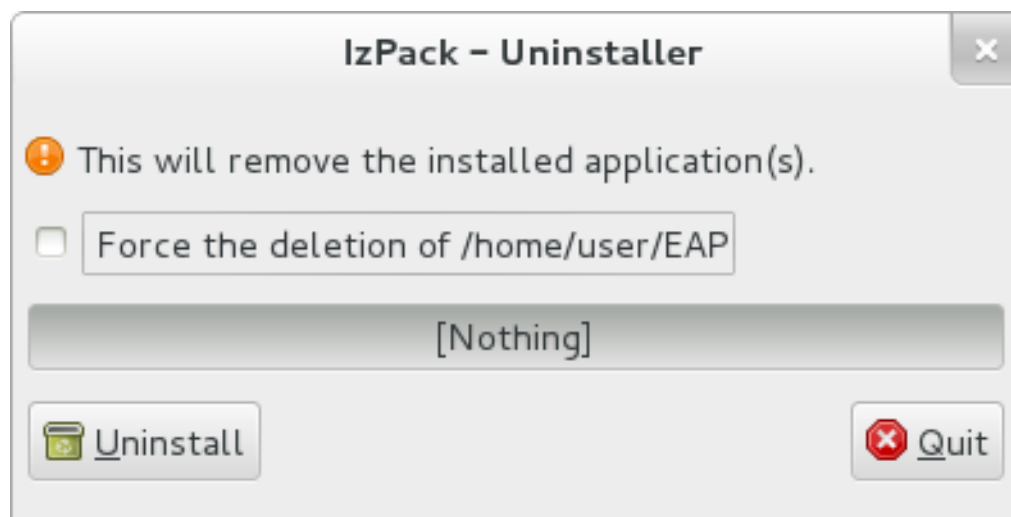 IzPack - Uninstaller
This will remove the installed application(s).
Force the deletion of /home/user/EAP
[Nothing]
Uninstall
Quit